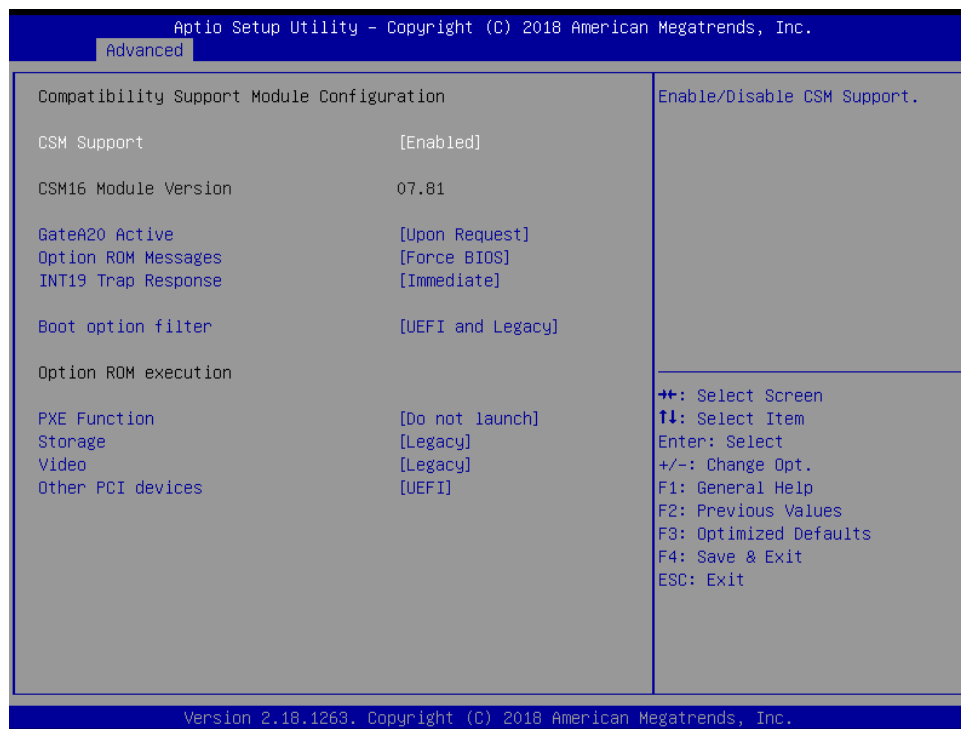 Aptio Setup Utility – Copyright (C) 2018 American Megatrends, Inc.
Advanced
Compatibility Support Module Configuration
CSM Support [Enabled]
CSM16 Module Version 07.81
GateA20 Active [Upon Request]
Option ROM Messages [Force BIOS]
INT19 Trap Response [Immediate]
Boot option filter [UEFI and Legacy]
Option ROM execution
PXE Function [Do not launch]
Storage [Legacy]
Video [Legacy]
Other PCI devices [UEFI]
Enable/Disable CSM Support.
→←: Select Screen
↑↓: Select Item
Enter: Select
+/-: Change Opt.
F1: General Help
F2: Previous Values
F3: Optimized Defaults
F4: Save & Exit
ESC: Exit
Version 2.18.1263. Copyright (C) 2018 American Megatrends, Inc.